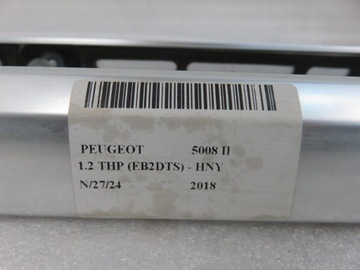 PEUGEOT 5008 II
1.2 THP (EB2DTS) - HNY
N/27/24 2018